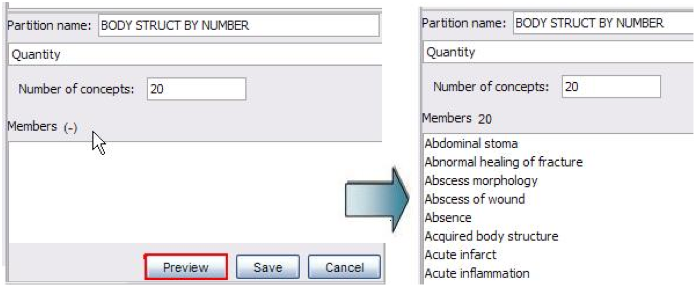 Partition name: BODY STRUCT BY NUMBER
Quantity
Number of concepts: 20
Members (-)
Preview Save Cancel
Partition name: BODY STRUCT BY NUMBER
Quantity
Number of concepts: 20
Members 20
Abdominal stoma
Abnormal healing of fracture
Abscess morphology
Abscess of wound
Absence
Acquired body structure
Acute infarct
Acute inflammation